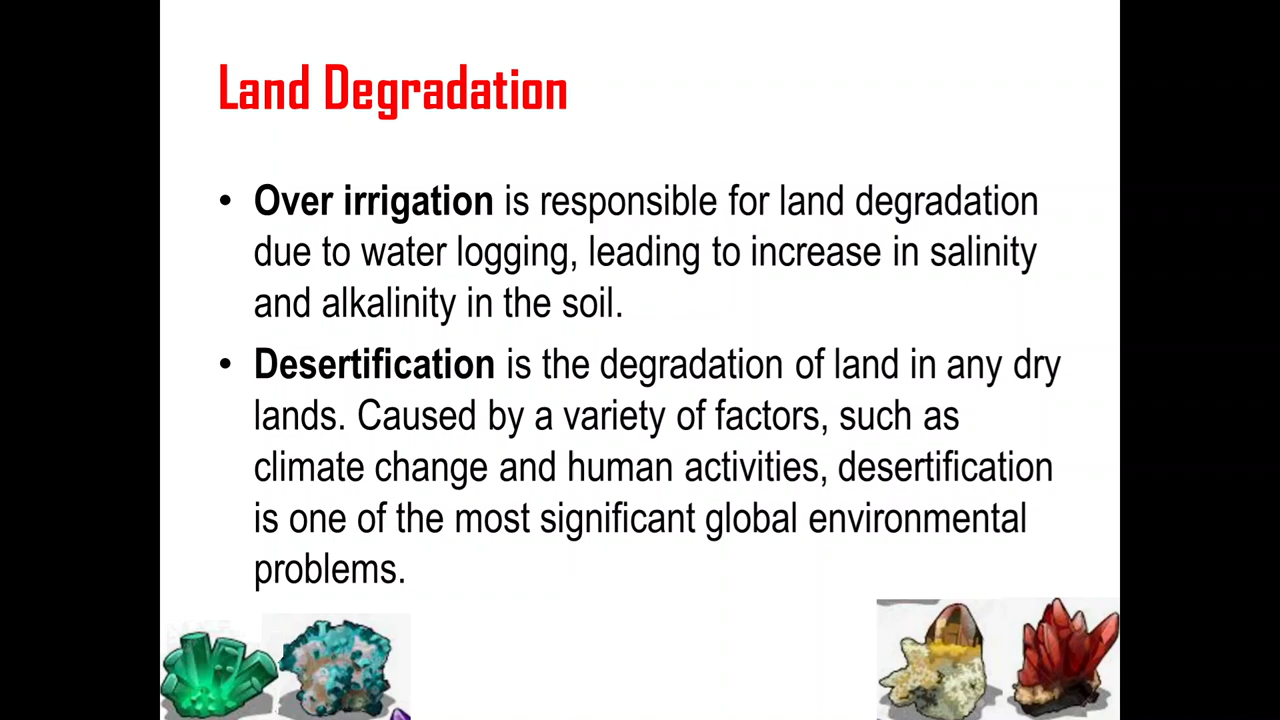 Land Degradation
• Over irrigation is responsible for land degradation
due to water logging, leading to increase in salinity
and alkalinity in the soil.
• Desertification is the degradation of land in any dry
lands. Caused by a variety of factors, such as
climate change and human activities, desertification
is one of the most significant global environmental
problems.